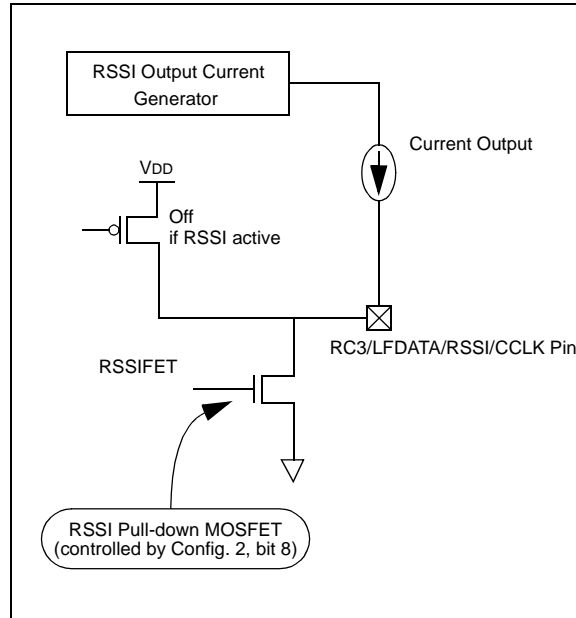 RSSI Output Current
Generator
Current Output
VDD
Off
if RSSI active
RC3/LFDATA/RSSI/CCLK Pin
RSSIFET
RSSI Pull-down MOSFET
(controlled by Config. 2, bit 8)